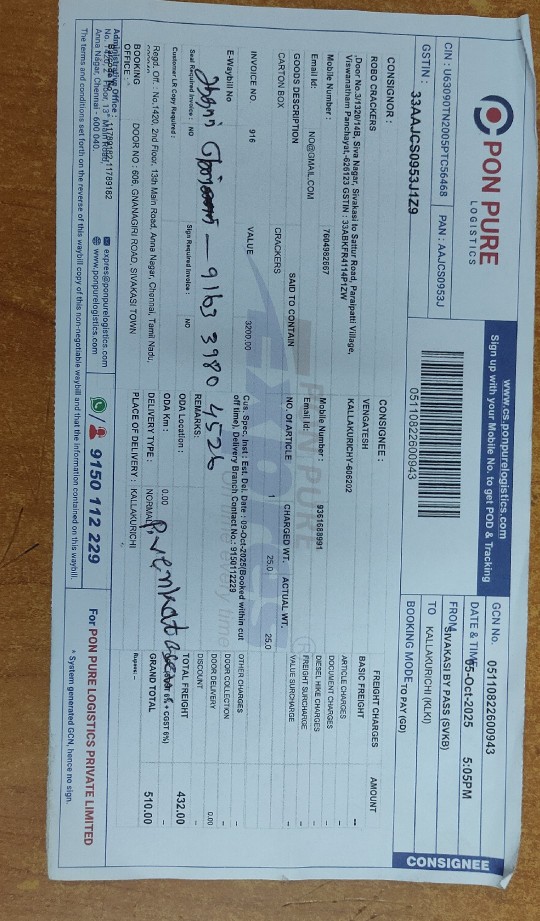 PON PURE
LOGISTICS
www.cs.ponpurelogistics.com
Sign up with your Mobile No. to get POD & Tracking
CIN : U63090TN2005PTC56468 PAN : AAJCS0953J
GSTIN : 33AAJCS0953J1Z9
05110822600943
GCN No. 05110822600943
DATE & TIME 05-Oct-2025 5:05PM
FROM SIVAKASI BY PASS (SVKB)
TO KALLAKURICHI (KLKI)
BOOKING MODE TO PAY (GD)
CONSIGNEE
CONSIGNOR :
ROBO CRACKERS
Door No.3/1320/14B, Siva Nagar, Sivakasi to Sattur Road, Paraipatti Village,
Viswanatham Panchayat,-626123 GSTIN : 33ABKFR4114P1ZW
Mobile Number : 7604982667
Email Id: NO@GMAIL.COM
CONSIGNEE :
VENGATESH
KALLAKURICHY-606202
Mobile Number : 9361668991
Email Id:
GOODS DESCRIPTION SAID TO CONTAIN NO. OF ARTICLE CHARGED WT. ACTUAL WT.
CARTON BOX CRACKERS 1 25.0 25.0
INVOICE NO. 916 VALUE 3200.00
E-Waybill No
Cus. Spec. Inst : Est. Del. Date : 09-Oct-2025(Booked within cut
off time), Delivery Branch Contact No.: 9150112229
REMARKS:
9163 3980 4526
Seal Required Invoice : NO Sign Required Invoice : NO
Customer LR Copy Required :
ODA Location :
ODA Km : 0.00
DELIVERY TYPE : NORMAL
PLACE OF DELIVERY : KALLAKURICHI
Regd. Off : No.1420, 2nd Floor, 13th Main Road, Anna Nagar, Chennai, Tamil Nadu,
BOOKING OFFICE : DOOR NO : 606, GNANAGIRI ROAD, SIVAKASI TOWN
FREIGHT CHARGES AMOUNT
BASIC FREIGHT --
ARTICLE CHARGES
DOCUMENT CHARGES -
DIESEL HIKE CHARGES -
FREIGHT SURCHARGE -
VALUE SURCHARGE -
OTHER CHARGES -
DOOR COLLECTION -
DOOR DELIVERY 0.00
DISCOUNT -
TOTAL FREIGHT 432.00
GRAND TOTAL 510.00
Rupees : --
Administrative Office :
Anna Nagar, Chennai - 600 040.
expres@ponpurelogistics.com
www.ponpurelogistics.com
9150 112 229
For PON PURE LOGISTICS PRIVATE LIMITED
The terms and conditions set forth on the reverse of this waybill copy of this non-negotiable waybill and that the information contained on this waybill.
* System generated GCN, hence no sign.